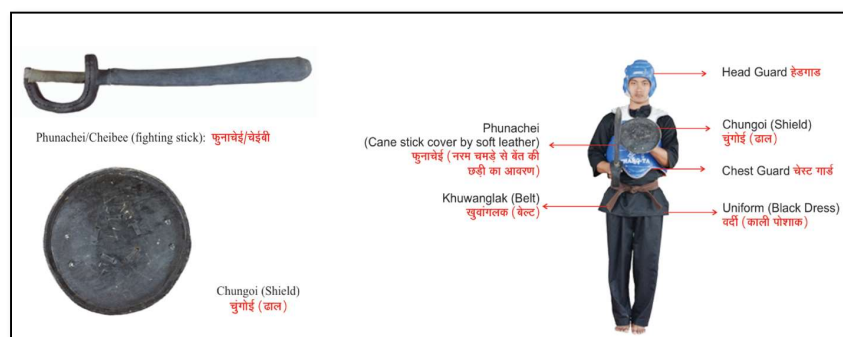 Phunachei/Cheibee (fighting stick): फुनाचेई/चेईबी
Chungoi (Shield)
चुंगोई (ढाल)
Phunachei
(Cane stick cover by soft leather)
फुनाचेई (नरम चमड़े से बेंत की
छड़ी का आवरण)
Khuwanglak (Belt)
खुवांगलक (बेल्ट)
Head Guard हेडगाड
Chungoi (Shield)
चुंगोई (ढाल)
Chest Guard चेस्ट गार्ड
Uniform (Black Dress)
वर्दी (काली पोशाक)